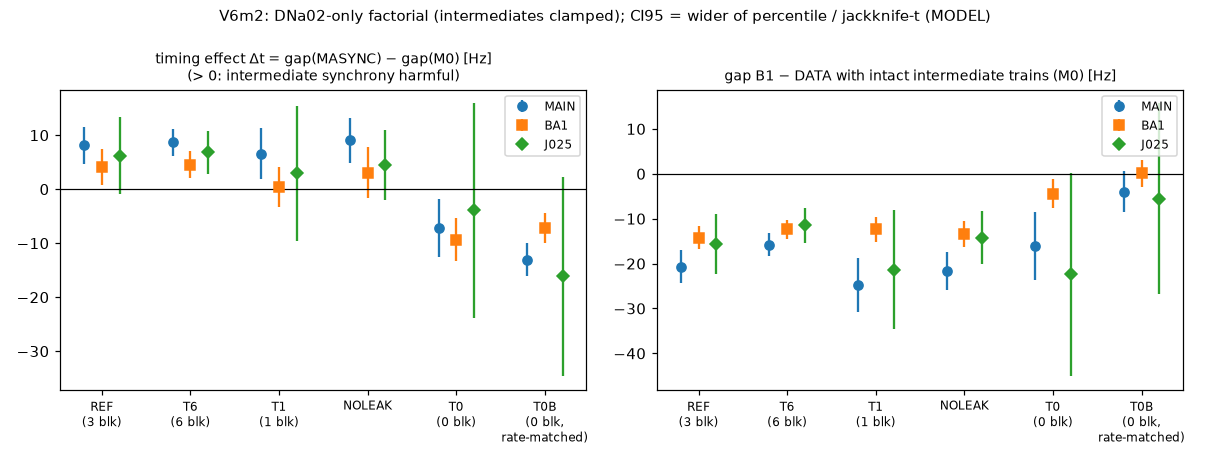 V6m2: DNa02-only factorial (intermediates clamped); CI95 = wider of percentile / jackknife-t (MODEL)
timing effect Δt = gap(MASYNC) − gap(M0) [Hz]
(> 0: intermediate synchrony harmful)
10
0
−10
−20
−30
MAIN
BA1
J025
REF
(3 blk)
T6
(6 blk)
T1
(1 blk)
NOLEAK
T0
(0 blk)
T0B
(0 blk,
rate-matched)
gap B1 − DATA with intact intermediate trains (M0) [Hz]
10
0
−10
−20
−30
−40
MAIN
BA1
J025
REF
(3 blk)
T6
(6 blk)
T1
(1 blk)
NOLEAK
T0
(0 blk)
T0B
(0 blk,
rate-matched)